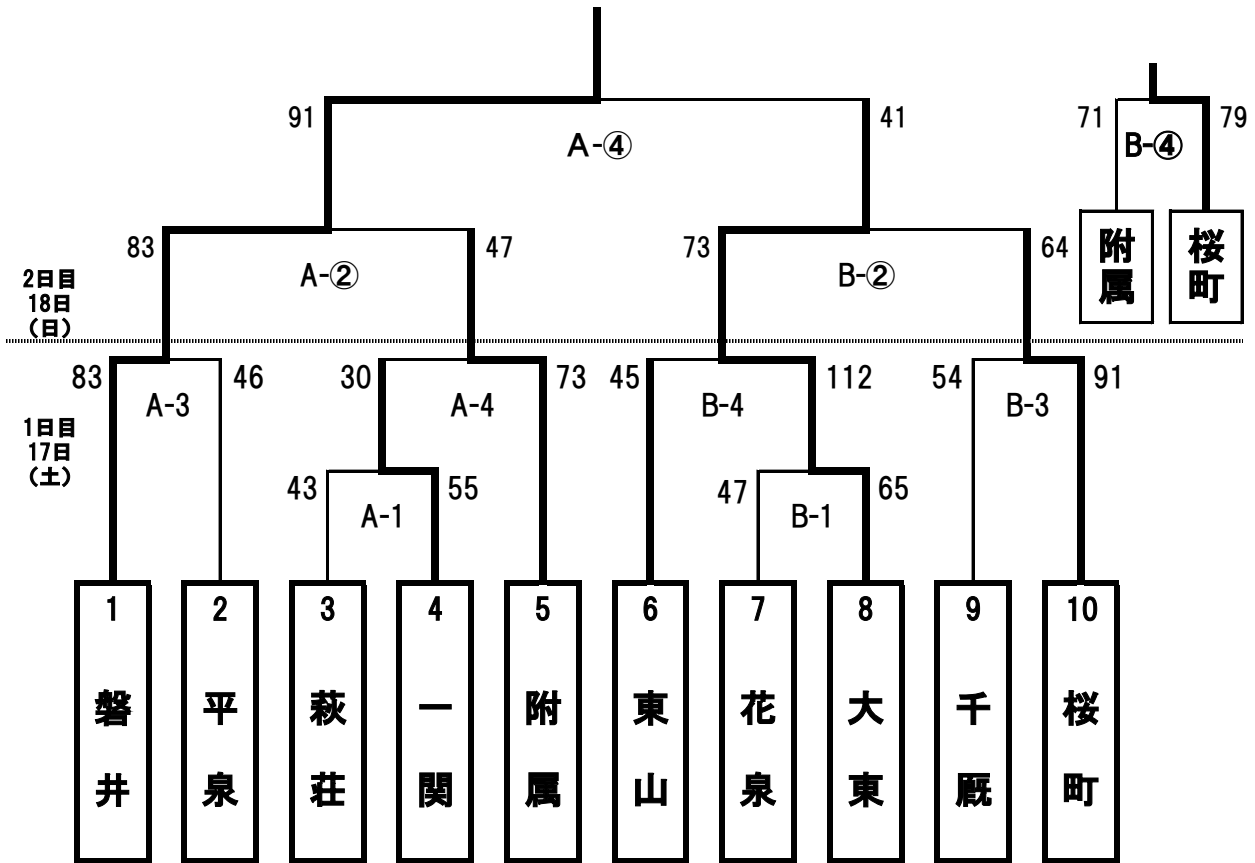 91
A-④
41
71
79
B-④
附属
桜町
83
A-②
47
73
B-②
64
2日目
18日
(日)
83
46
A-3
30
73
A-4
45
112
B-4
54
91
B-3
1日目
17日
(土)
43
55
A-1
47
65
B-1
1 磐井
2 平泉
3 萩荘
4 一関
5 附属
6 東山
7 花泉
8 大東
9 千厩
10 桜町